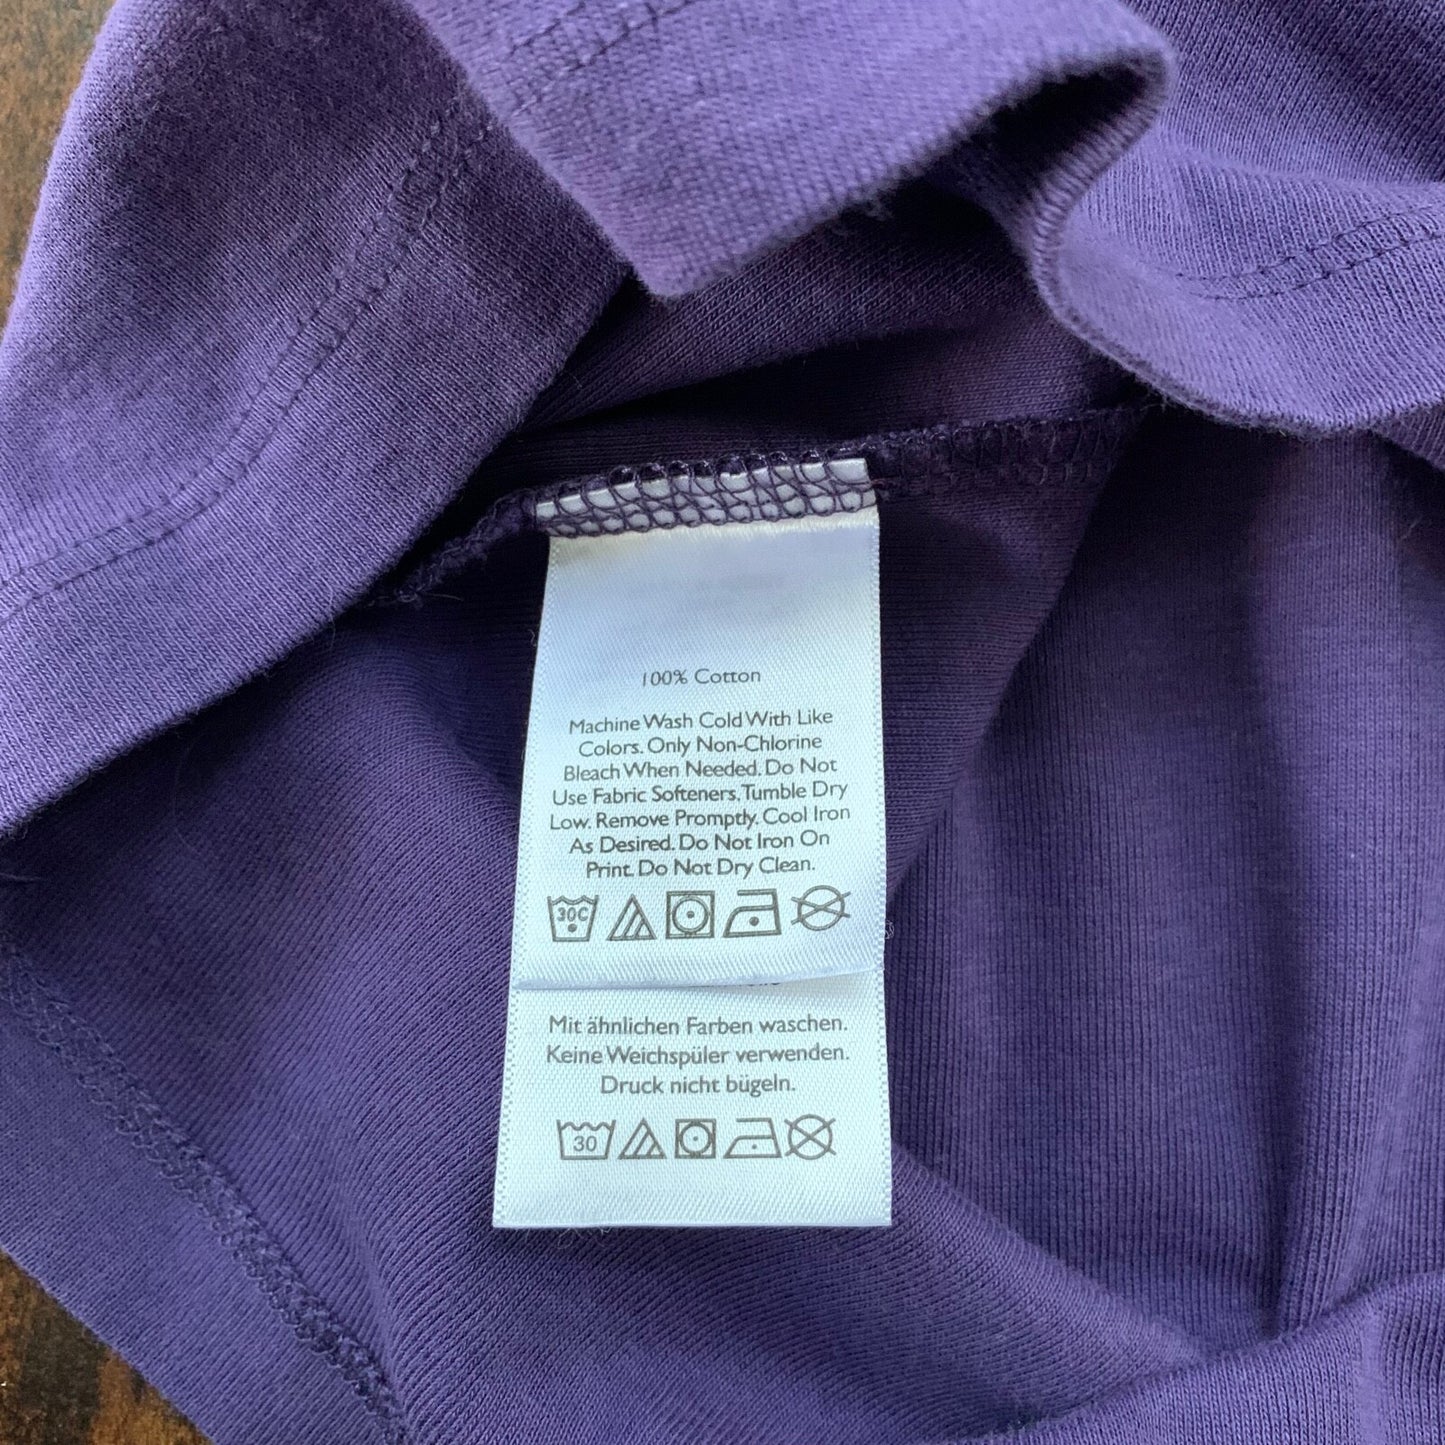 100% Cotton
Machine Wash Cold With Like
Colors. Only Non-Chlorine
Bleach When Needed. Do Not
Use Fabric Softeners. Tumble Dry
Low. Remove Promptly. Cool Iron
As Desired. Do Not Iron On
Print. Do Not Dry Clean.
30C
Mit ähnlichen Farben waschen.
Keine Weichspüler verwenden.
Druck nicht bügeln.
30